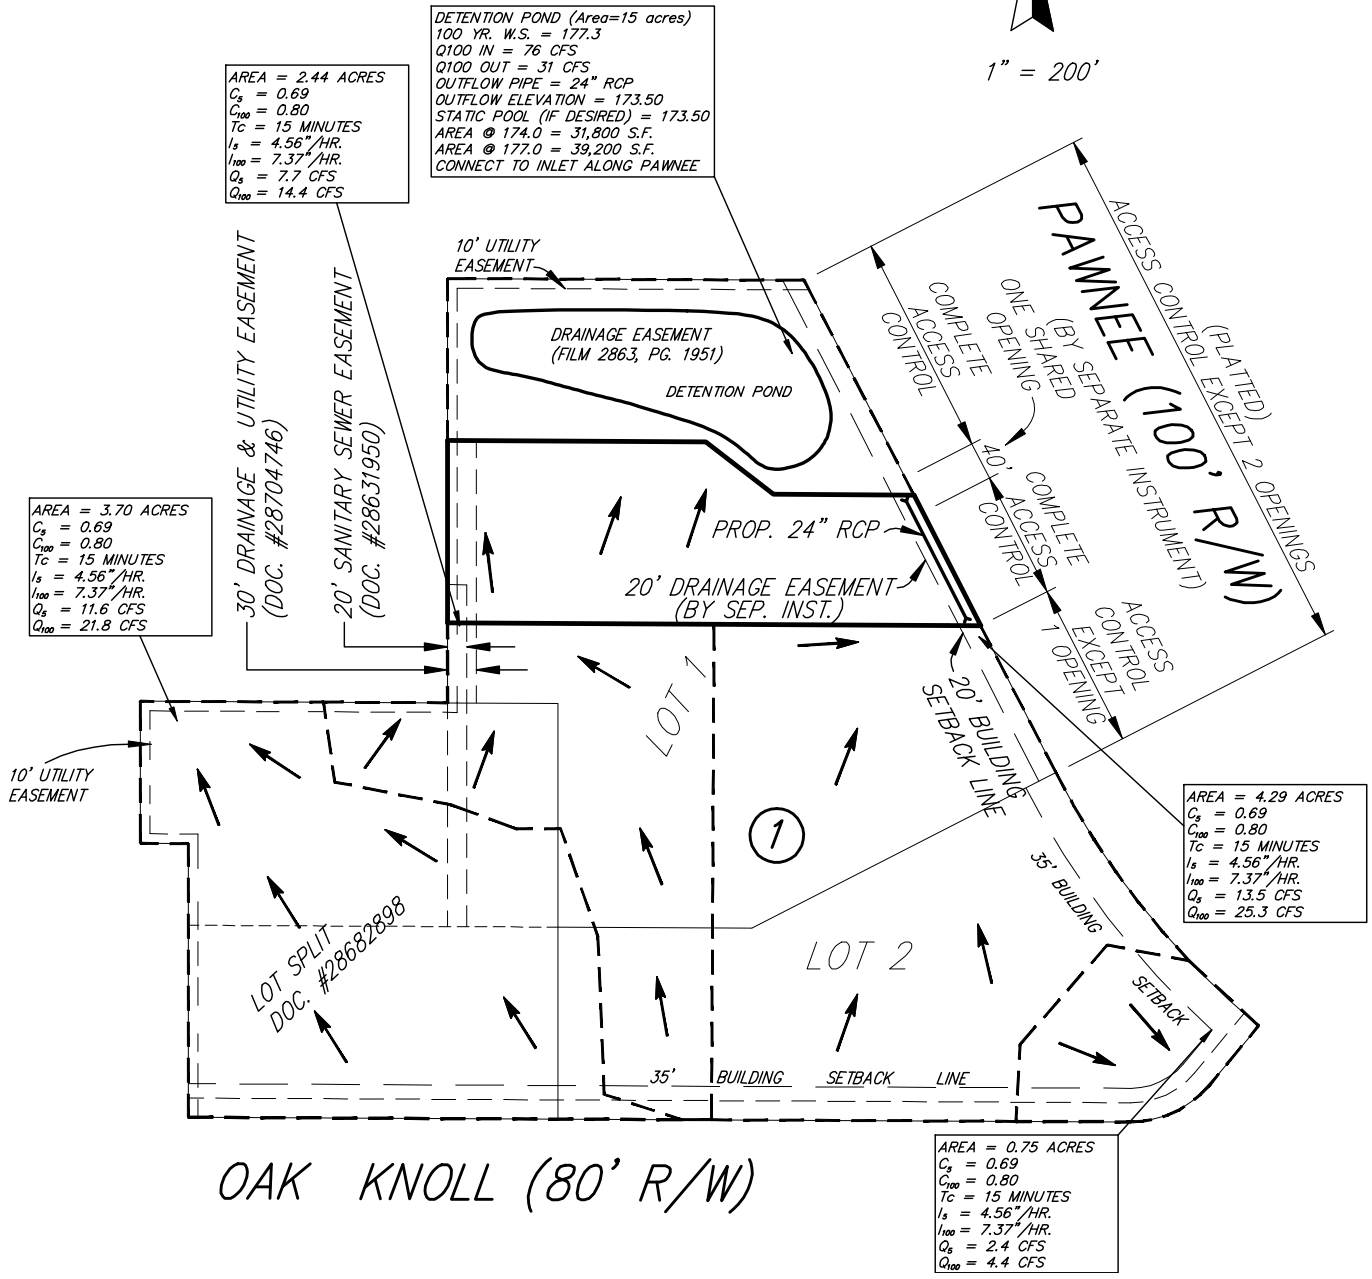 DETENTION POND (Area=15 acres)
100 YR. W.S. = 177.3
Q100 IN = 76 CFS
Q100 OUT = 31 CFS
OUTFLOW PIPE = 24" RCP
OUTFLOW ELEVATION = 173.50
STATIC POOL (IF DESIRED) = 173.50
AREA @ 174.0 = 31,800 S.F.
AREA @ 177.0 = 39,200 S.F.
CONNECT TO INLET ALONG PAWNEE
1" = 200'
AREA = 2.44 ACRES
C5 = 0.69
C100 = 0.80
Tc = 15 MINUTES
I5 = 4.56"/HR.
I100 = 7.37"/HR.
Q5 = 7.7 CFS
Q100 = 14.4 CFS
10' UTILITY
EASEMENT
DRAINAGE EASEMENT
(FILM 2863, PG. 1951)
DETENTION POND
30' DRAINAGE & UTILITY EASEMENT
(DOC. #28704746)
20' SANITARY SEWER EASEMENT
(DOC. #28631950)
ACCESS CONTROL EXCEPT 2 OPENINGS
(PLATTED)
PAWNEE (100' R/W)
(BY SEPARATE INSTRUMENT)
ONE SHARED
OPENING
COMPLETE
ACCESS
CONTROL
40'
COMPLETE
ACCESS
CONTROL
ACCESS
CONTROL
EXCEPT
1 OPENING
AREA = 3.70 ACRES
C5 = 0.69
C100 = 0.80
Tc = 15 MINUTES
I5 = 4.56"/HR.
I100 = 7.37"/HR.
Q5 = 11.6 CFS
Q100 = 21.8 CFS
PROP. 24" RCP
20' DRAINAGE EASEMENT
(BY SEP. INST.)
LOT 1
20' BUILDING
SETBACK LINE
10' UTILITY
EASEMENT
1
AREA = 4.29 ACRES
C5 = 0.69
C100 = 0.80
Tc = 15 MINUTES
I5 = 4.56"/HR.
I100 = 7.37"/HR.
Q5 = 13.5 CFS
Q100 = 25.3 CFS
35' BUILDING
SETBACK
LOT SPLIT
DOC. #28682898
LOT 2
35' BUILDING SETBACK LINE
OAK KNOLL (80' R/W)
AREA = 0.75 ACRES
C5 = 0.69
C100 = 0.80
Tc = 15 MINUTES
I5 = 4.56"/HR.
I100 = 7.37"/HR.
Q5 = 2.4 CFS
Q100 = 4.4 CFS